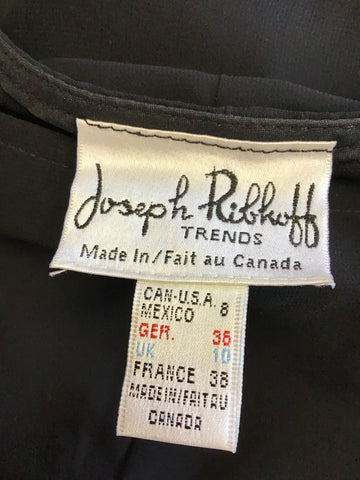 Joseph Ribkoff
TRENDS
Made In/Fait au Canada
CAN-U.S.A. 8
MEXICO
GER. 36
UK 10
FRANCE 38
MADE IN/FAIT AU
CANADA